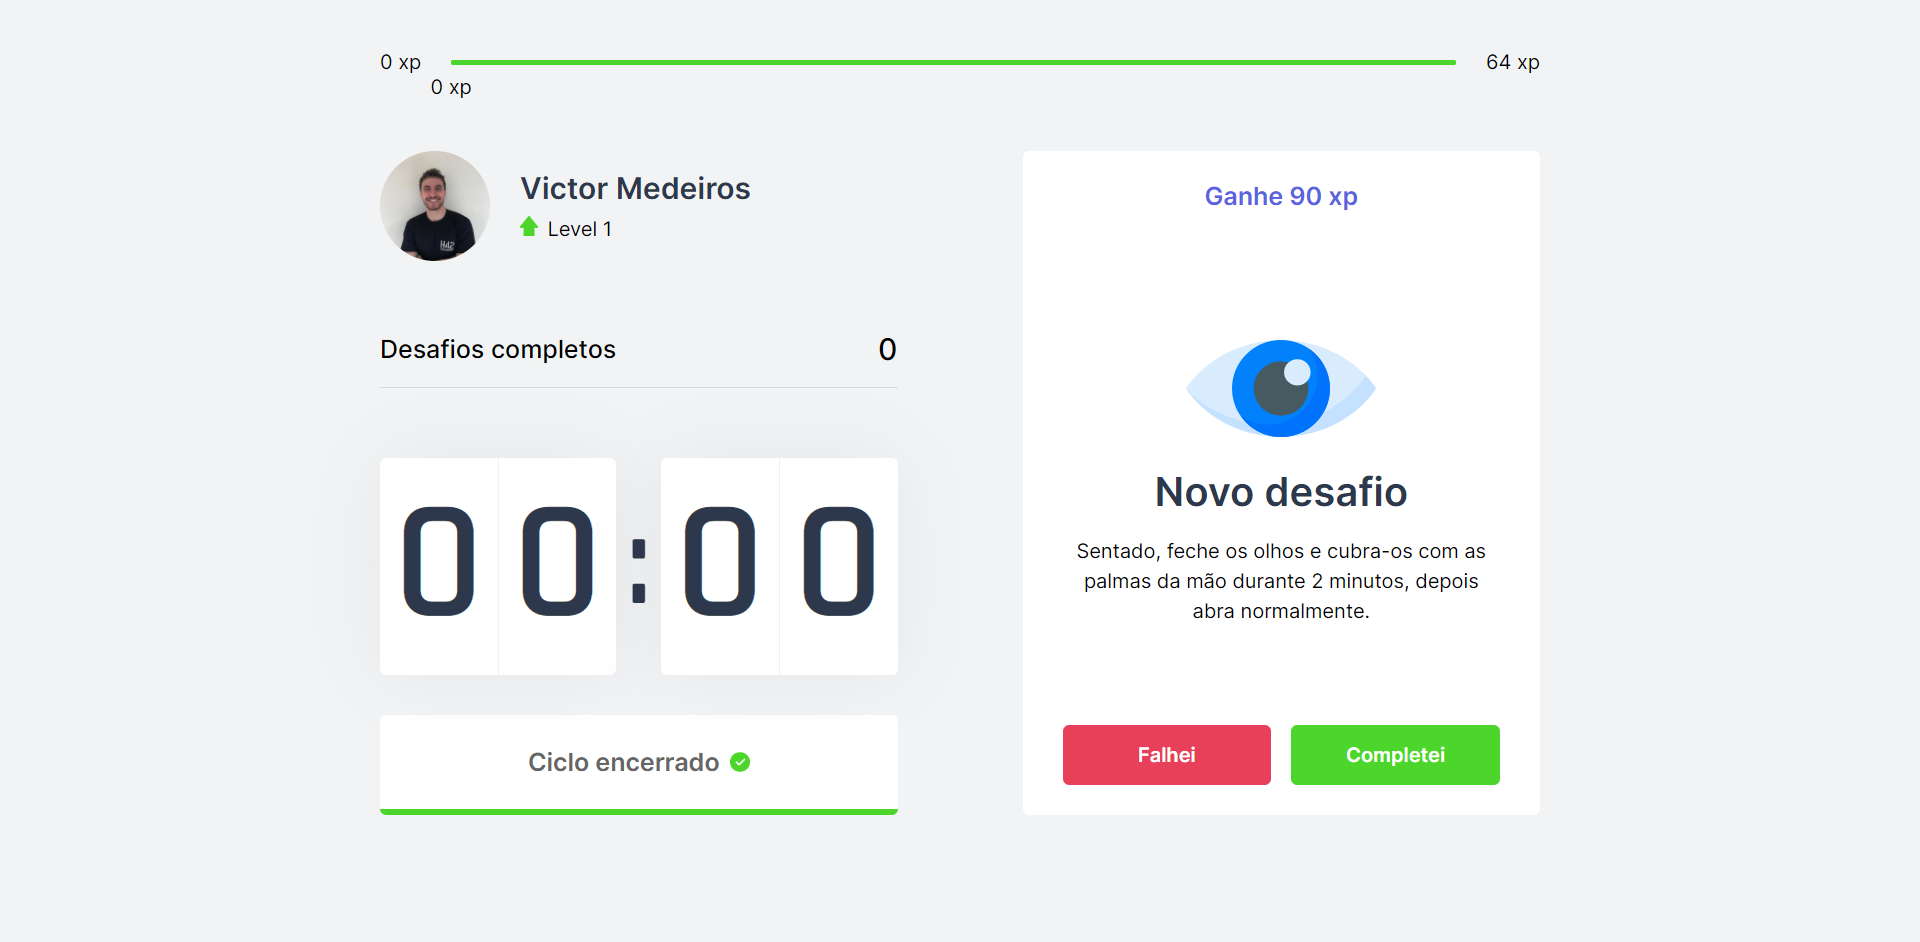 0 xp
64 xp
0 xp
Victor Medeiros
Level 1
Desafios completos
0
00:00
Ciclo encerrado
Ganhe 90 xp
Novo desafio
Sentado, feche os olhos e cubra-os com as
palmas da mão durante 2 minutos, depois
abra normalmente.
Falhei
Completei